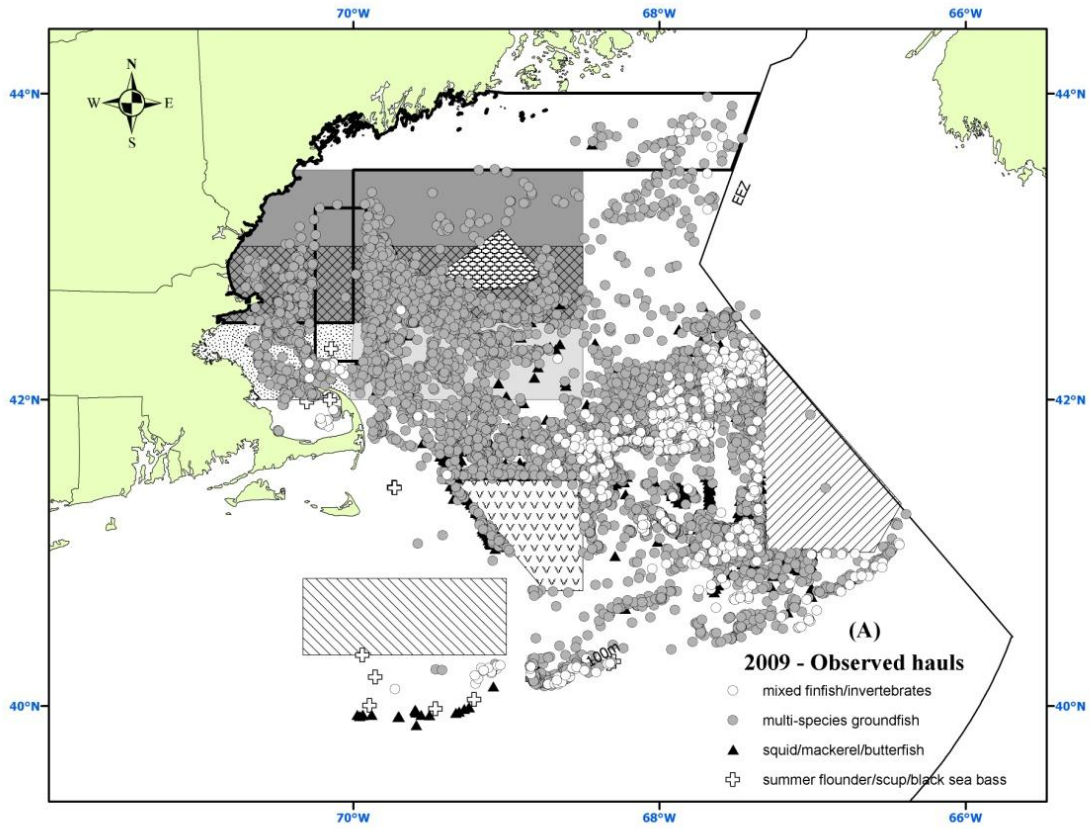 70°W 68°W 66°W
44°N 44°N
N
W E
S
EEZ
42°N 42°N
(A)
100m
2009 - Observed hauls
mixed finfish/invertebrates
40°N 40°N
multi-species groundfish
squid/mackerel/butterfish
summer flounder/scup/black sea bass
70°W 68°W 66°W